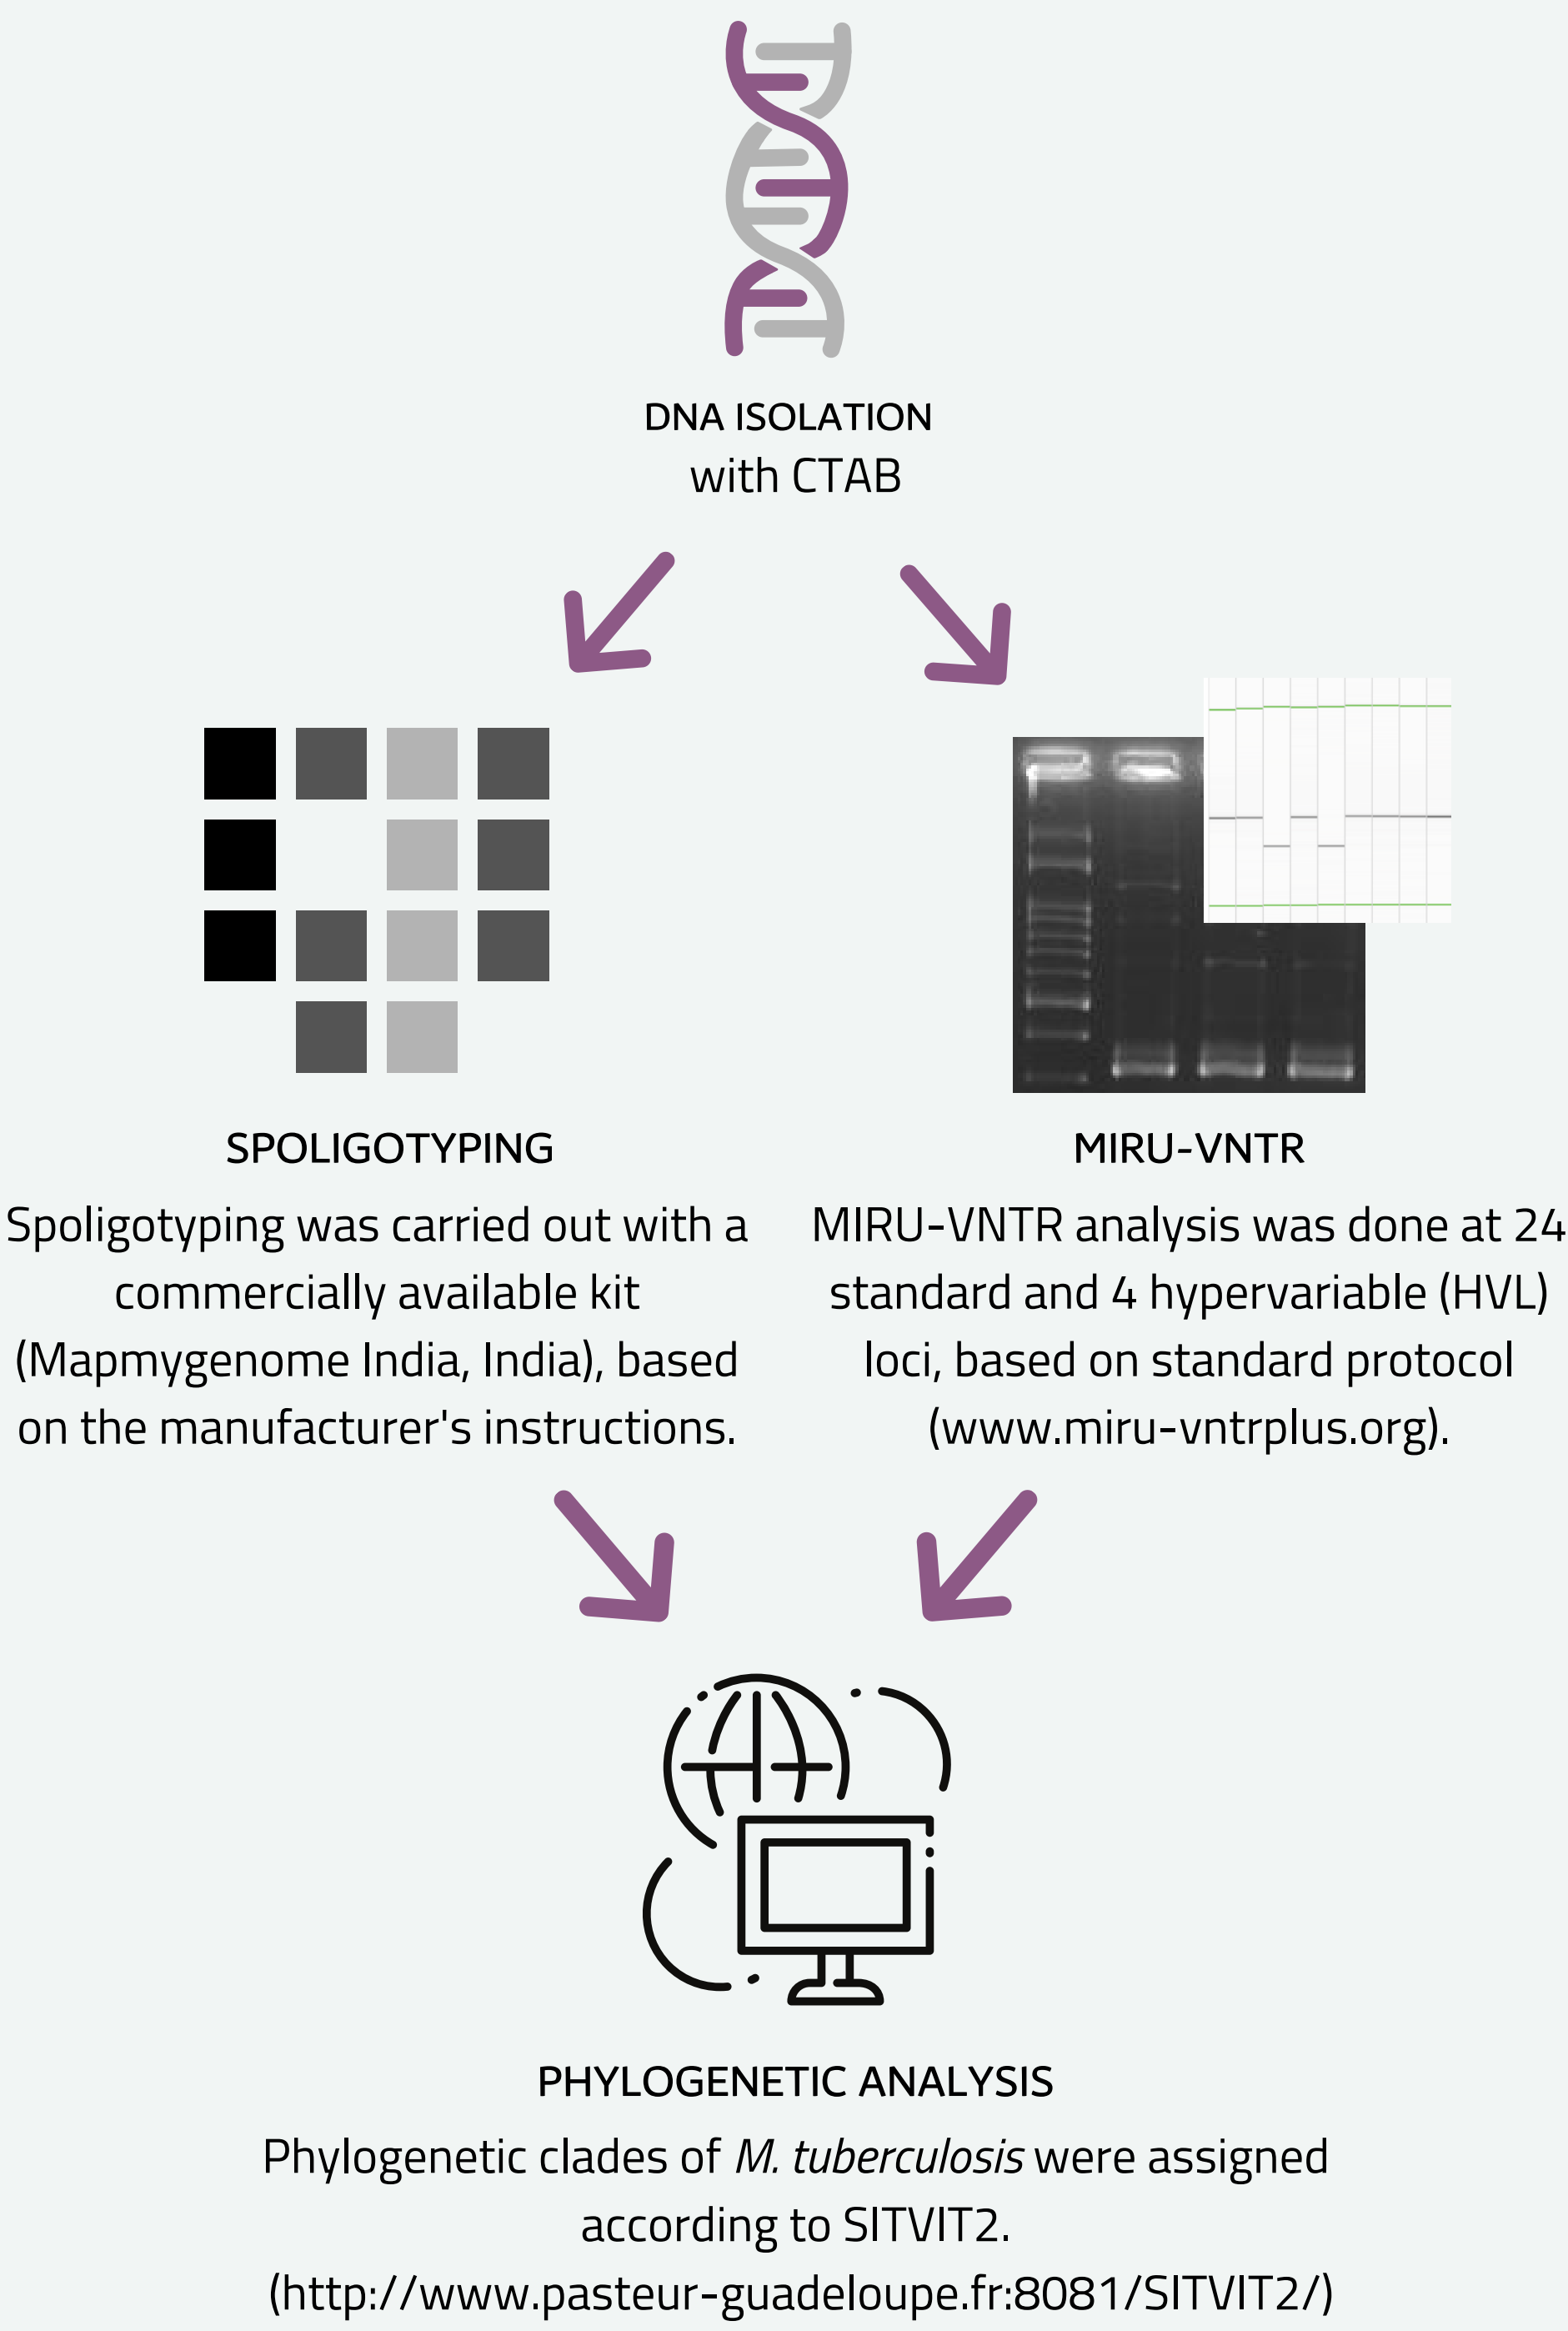 DNA ISOLATION
with CTAB
SPOLIGOTYPING
Spoligotyping was carried out with a
commercially available kit
(Mapmygenome India, India), based
on the manufacturer's instructions.
MIRU-VNTR
MIRU-VNTR analysis was done at 24
standard and 4 hypervariable (HVL)
loci, based on standard protocol
(www.miru-vntrplus.org).
PHYLOGENETIC ANALYSIS
Phylogenetic clades of M. tuberculosis were assigned
according to SITVIT2.
(http://www.pasteur-guadeloupe.fr:8081/SITVIT2/)